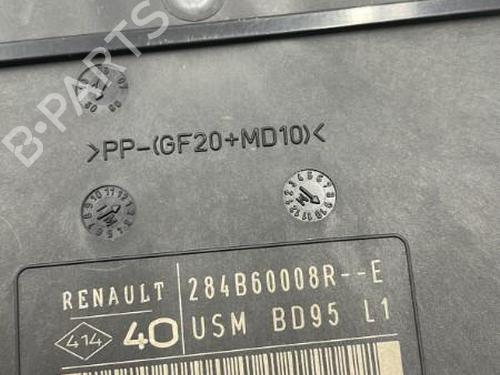 B-PARTS
>PP-(GF20+MD10)<
RENAULT
284B60008R--E
414
40
USM BD95 L1